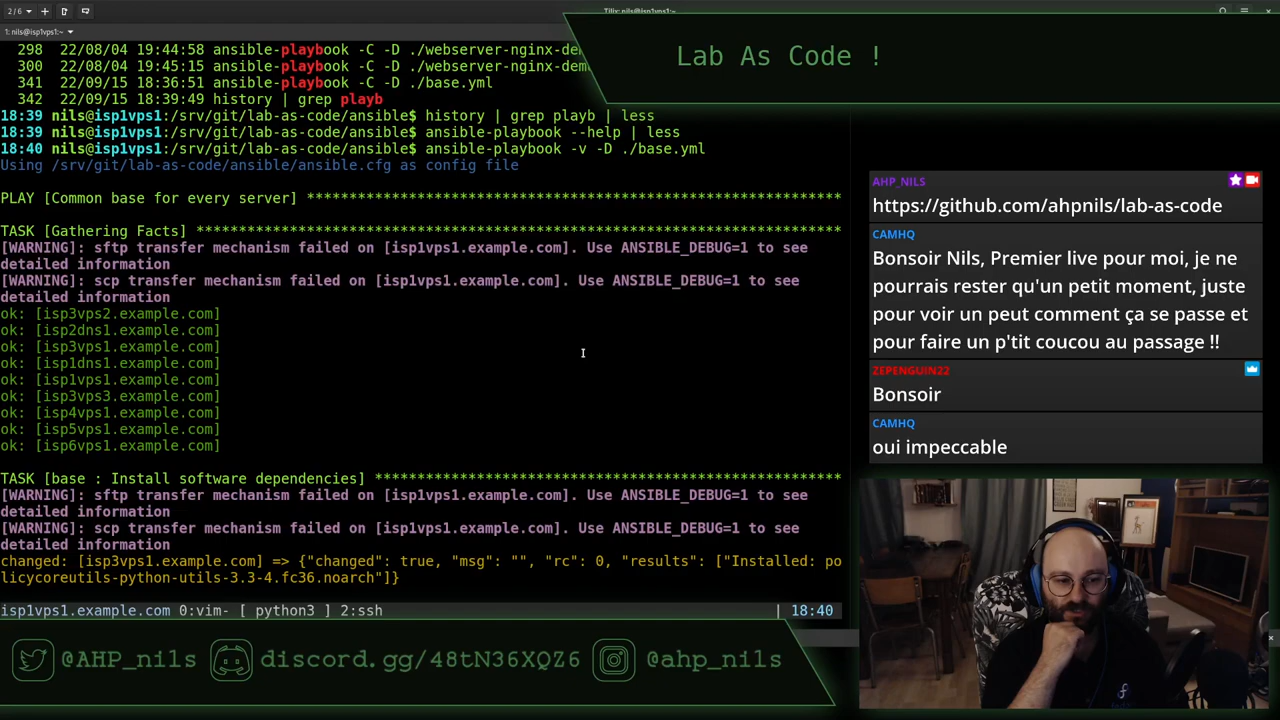 2/6
Tilix: nils@isp1vps1:~
1: nils@isp1vps1:~
298 22/08/04 19:44:58 ansible-playbook -C -D ./webserver-nginx-dem
300 22/08/04 19:45:15 ansible-playbook -C -D ./webserver-nginx-demo
341 22/09/15 18:36:51 ansible-playbook -C -D ./base.yml
342 22/09/15 18:39:49 history | grep playb
18:39 nils@isp1vps1:/srv/git/lab-as-code/ansible$ history | grep playb | less
18:39 nils@isp1vps1:/srv/git/lab-as-code/ansible$ ansible-playbook --help | less
18:40 nils@isp1vps1:/srv/git/lab-as-code/ansible$ ansible-playbook -v -D ./base.yml
Using /srv/git/lab-as-code/ansible/ansible.cfg as config file
PLAY [Common base for every server] **************************************************************
TASK [Gathering Facts] ***************************************************************************
[WARNING]: sftp transfer mechanism failed on [isp1vps1.example.com]. Use ANSIBLE_DEBUG=1 to see
detailed information
[WARNING]: scp transfer mechanism failed on [isp1vps1.example.com]. Use ANSIBLE_DEBUG=1 to see
detailed information
ok: [isp3vps2.example.com]
ok: [isp2dns1.example.com]
ok: [isp3vps1.example.com]
ok: [isp1dns1.example.com]
ok: [isp1vps1.example.com]
ok: [isp3vps3.example.com]
ok: [isp4vps1.example.com]
ok: [isp5vps1.example.com]
ok: [isp6vps1.example.com]
TASK [base : Install software dependencies] ******************************************************
[WARNING]: sftp transfer mechanism failed on [isp1vps1.example.com]. Use ANSIBLE_DEBUG=1 to see
detailed information
[WARNING]: scp transfer mechanism failed on [isp1vps1.example.com]. Use ANSIBLE_DEBUG=1 to see
detailed information
changed: [isp3vps1.example.com] => {"changed": true, "msg": "", "rc": 0, "results": ["Installed: po
licycoreutils-python-utils-3.3-4.fc36.noarch"]}
isp1vps1.example.com 0:vim- [ python3 ] 2:ssh | 18:40
Lab As Code !
AHP_NILS
https://github.com/ahpnils/lab-as-code
CAMHQ
Bonsoir Nils, Premier live pour moi, je ne
pourrais rester qu'un petit moment, juste
pour voir un peut comment ça se passe et
pour faire un p'tit coucou au passage !!
ZEPENGUIN22
Bonsoir
CAMHQ
oui impeccable
@AHP_nils
discord.gg/48tN36XQZ6
@ahp_nils